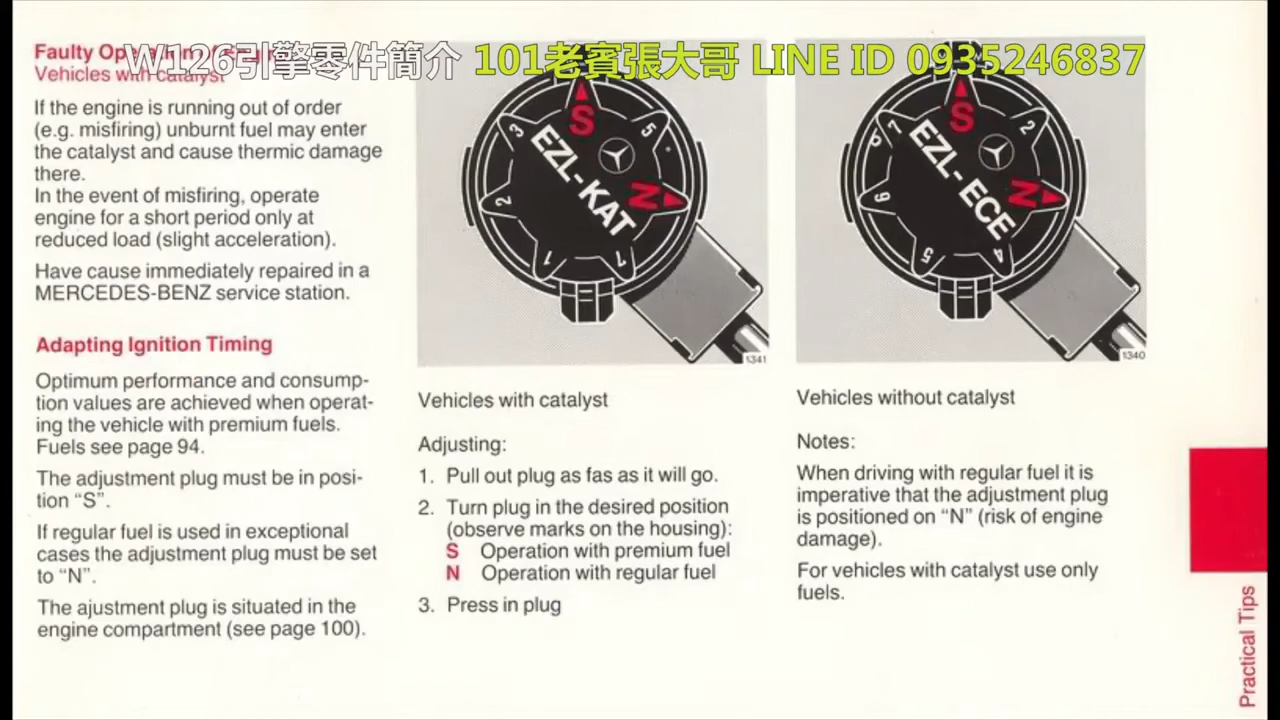 W126引擎零件簡介 101老賓張大哥 LINE ID 0935246837
Faulty
Vehicles with catalyst
If the engine is running out of order
(e.g. misfiring) unburnt fuel may enter
the catalyst and cause thermic damage
there.
In the event of misfiring, operate
engine for a short period only at
reduced load (slight acceleration).
Have cause immediately repaired in a
MERCEDES-BENZ service station.
Adapting Ignition Timing
Optimum performance and consump-
tion values are achieved when operat-
ing the vehicle with premium fuels.
Fuels see page 94.
The adjustment plug must be in posi-
tion “S”.
If regular fuel is used in exceptional
cases the adjustment plug must be set
to “N”.
The ajustment plug is situated in the
engine compartment (see page 100).
S
5
N
7
1
2
3
EZL-KAT
1341
Vehicles with catalyst
Adjusting:
1. Pull out plug as fas as it will go.
2. Turn plug in the desired position
(observe marks on the housing):
S Operation with premium fuel
N Operation with regular fuel
3. Press in plug
S
2
N
4
5
6
7
EZL-ECE
1340
Vehicles without catalyst
Notes:
When driving with regular fuel it is
imperative that the adjustment plug
is positioned on “N” (risk of engine
damage).
For vehicles with catalyst use only
fuels.
Practical Tips